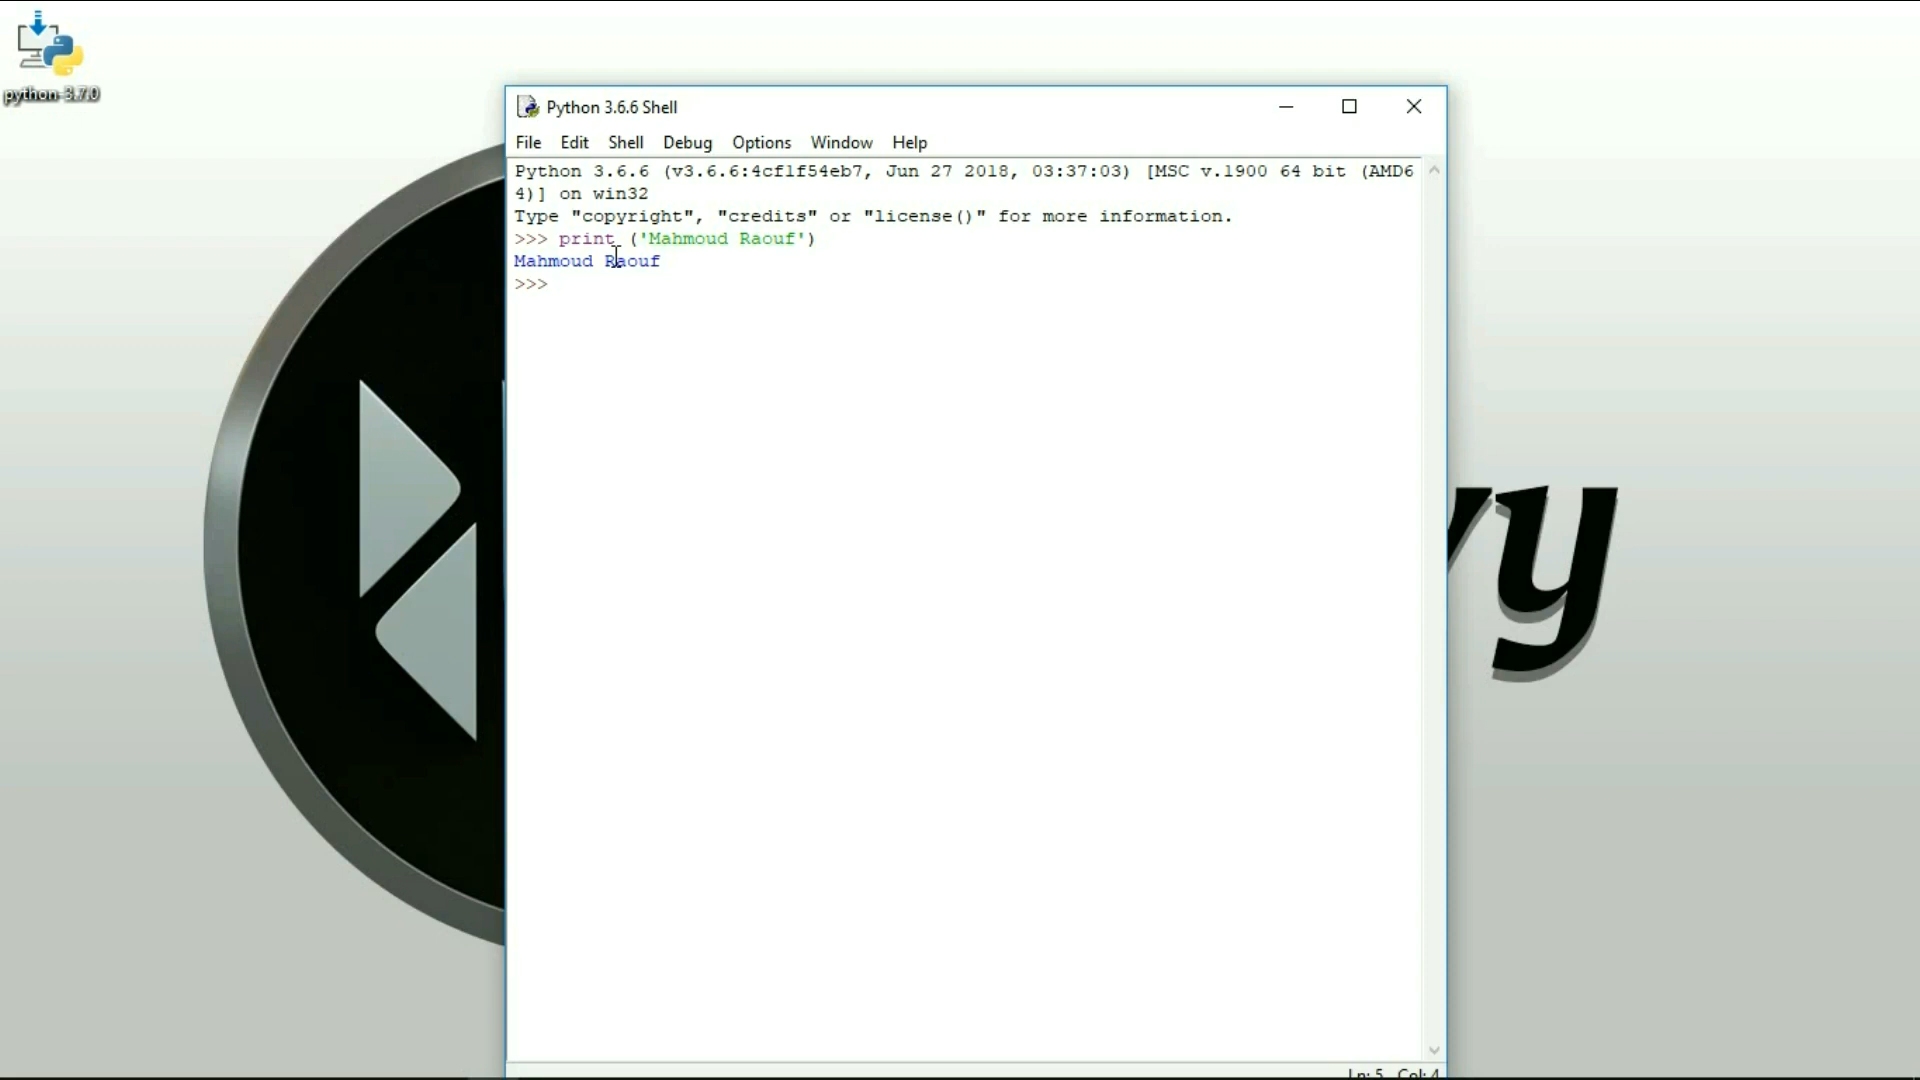 python-3.7.0
Python 3.6.6 Shell
File Edit Shell Debug Options Window Help
Python 3.6.6 (v3.6.6:4cf1f54eb7, Jun 27 2018, 03:37:03) [MSC v.1900 64 bit (AMD6
4)] on win32
Type "copyright", "credits" or "license()" for more information.
>>> print ('Mahmoud Raouf')
Mahmoud Raouf
>>>
y
Ln: 5 Col: 4